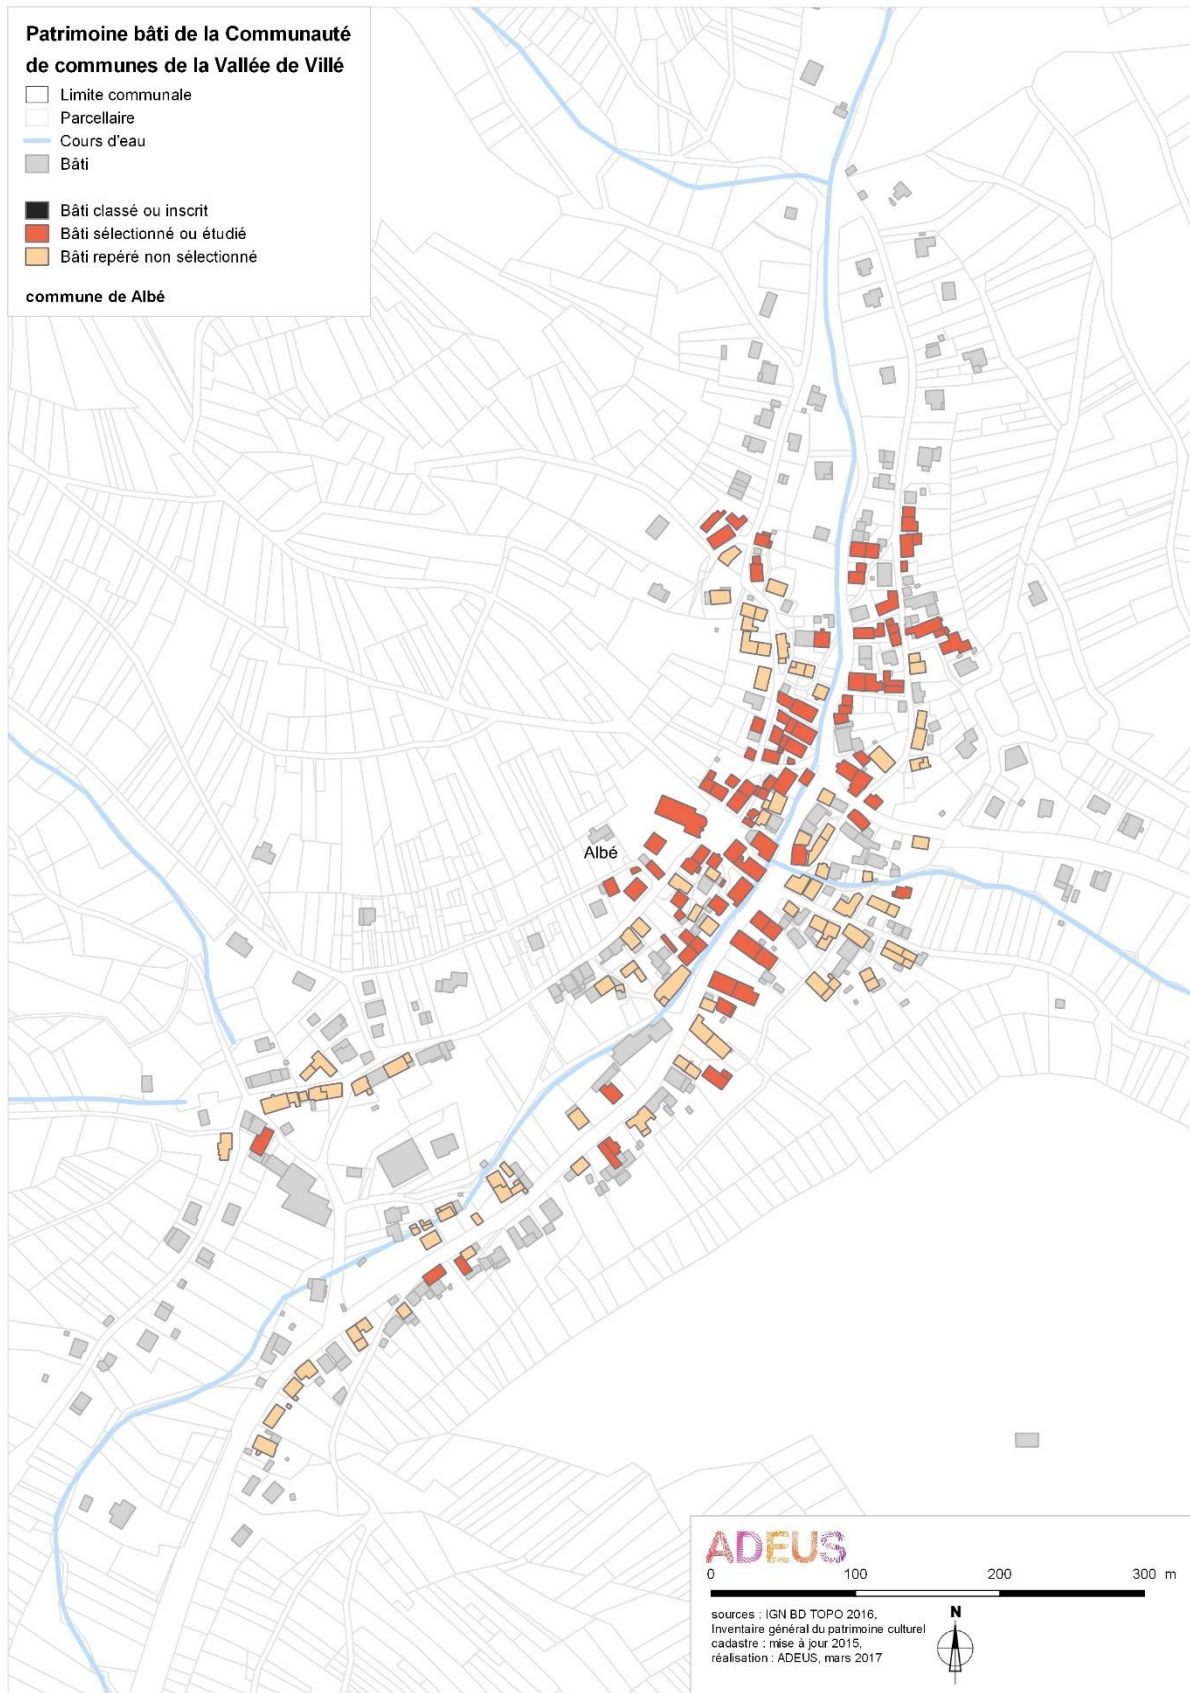 Patrimoine bâti de la Communauté
de communes de la Vallée de Villé
Limite communale
Parcellaire
Cours d'eau
Bâti
Bâti classé ou inscrit
Bâti sélectionné ou étudié
Bâti repéré non sélectionné
commune de Albé
Albé
ADEUS
0 100 200 300 m
sources : IGN BD TOPO 2016,
Inventaire général du patrimoine culturel
cadastre : mise à jour 2015,
réalisation : ADEUS, mars 2017
N